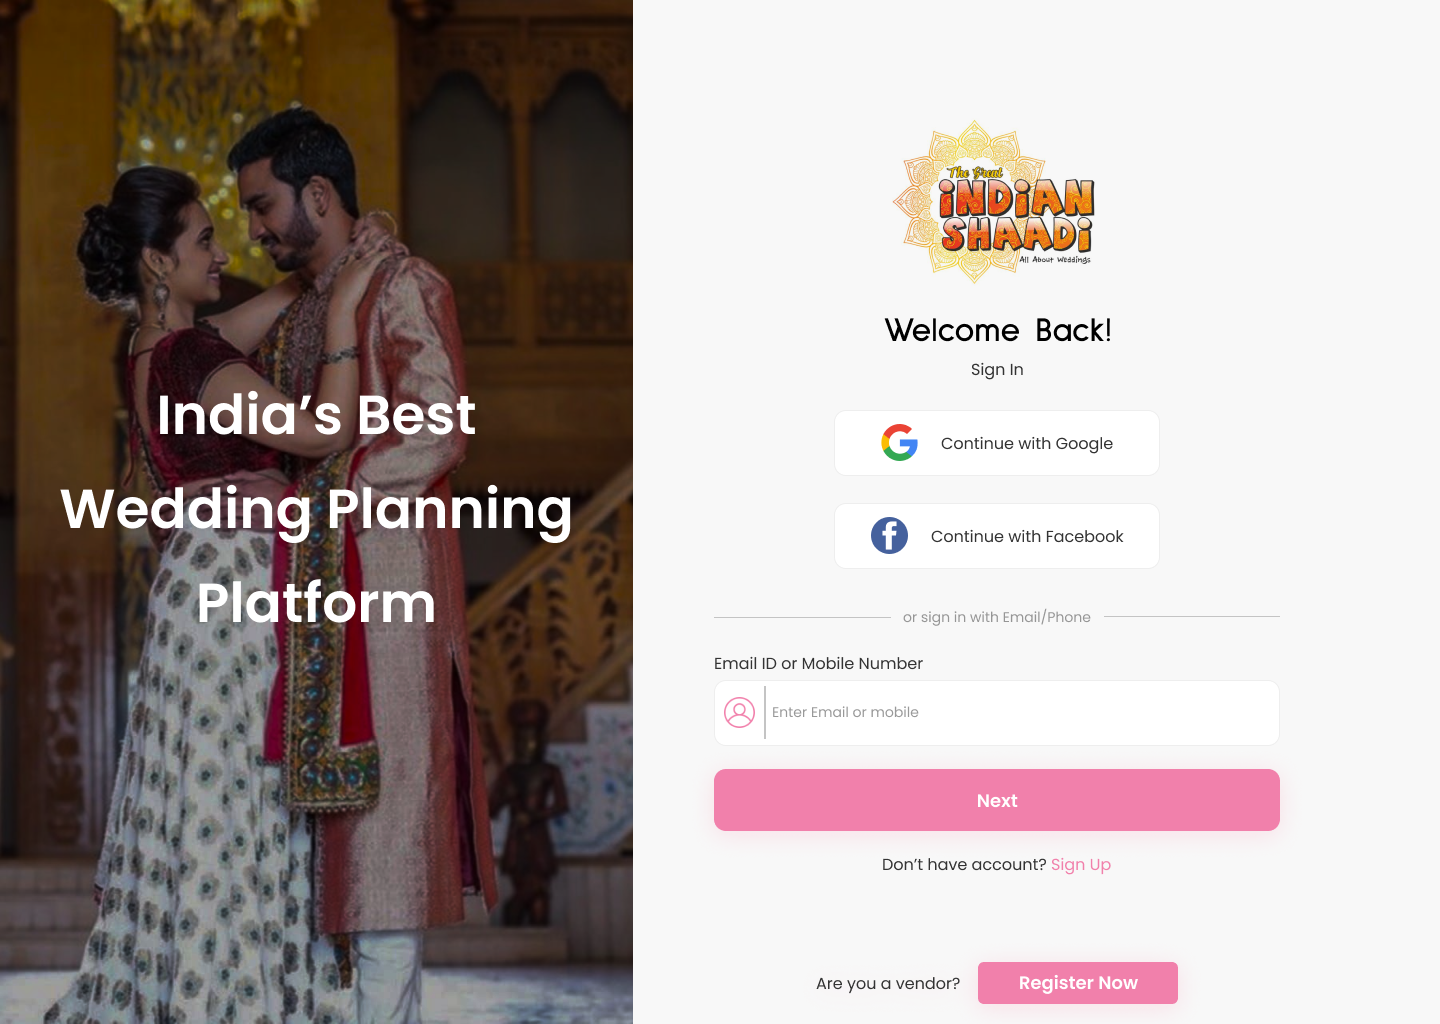 India’s Best
Wedding Planning
Platform
The Great
INDiAN
SHAADi
All About Weddings
Welcome Back!
Sign In
Continue with Google
Continue with Facebook
or sign in with Email/Phone
Email ID or Mobile Number
Enter Email or mobile
Next
Don’t have account? Sign Up
Are you a vendor? Register Now